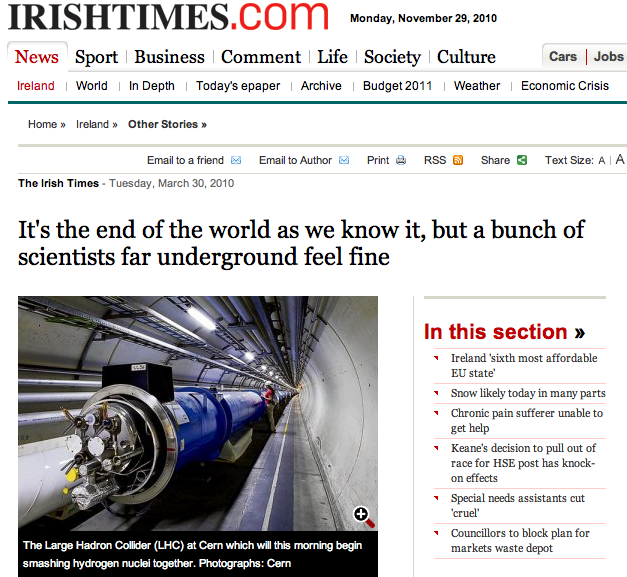 IRISHTIMES.com
Monday, November 29, 2010
News Sport Business Comment Life Society Culture Cars Jobs
Ireland World In Depth Today's epaper Archive Budget 2011 Weather Economic Crisis
Home » Ireland » Other Stories »
Email to a friend Email to Author Print RSS Share Text Size: A | A
The Irish Times - Tuesday, March 30, 2010
It's the end of the world as we know it, but a bunch of
scientists far underground feel fine
The Large Hadron Collider (LHC) at Cern which will this morning begin
smashing hydrogen nuclei together. Photographs: Cern
In this section »
Ireland 'sixth most affordable
EU state'
Snow likely today in many parts
Chronic pain sufferer unable to
get help
Keane's decision to pull out of
race for HSE post has knock-
on effects
Special needs assistants cut
'cruel'
Councillors to block plan for
markets waste depot